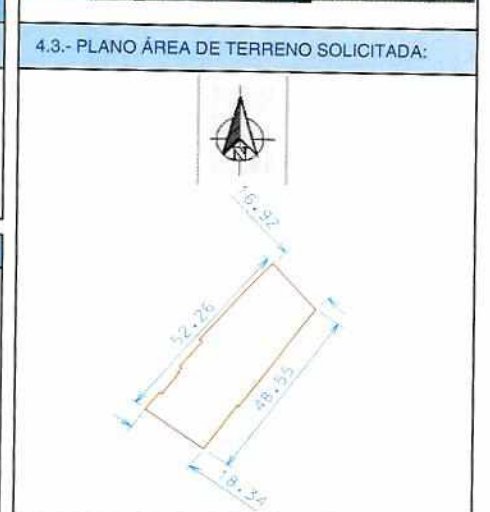 4.3.- PLANO ÁREA DE TERRENO SOLICITADA:
N
16.92
52.26
48.55
18.34